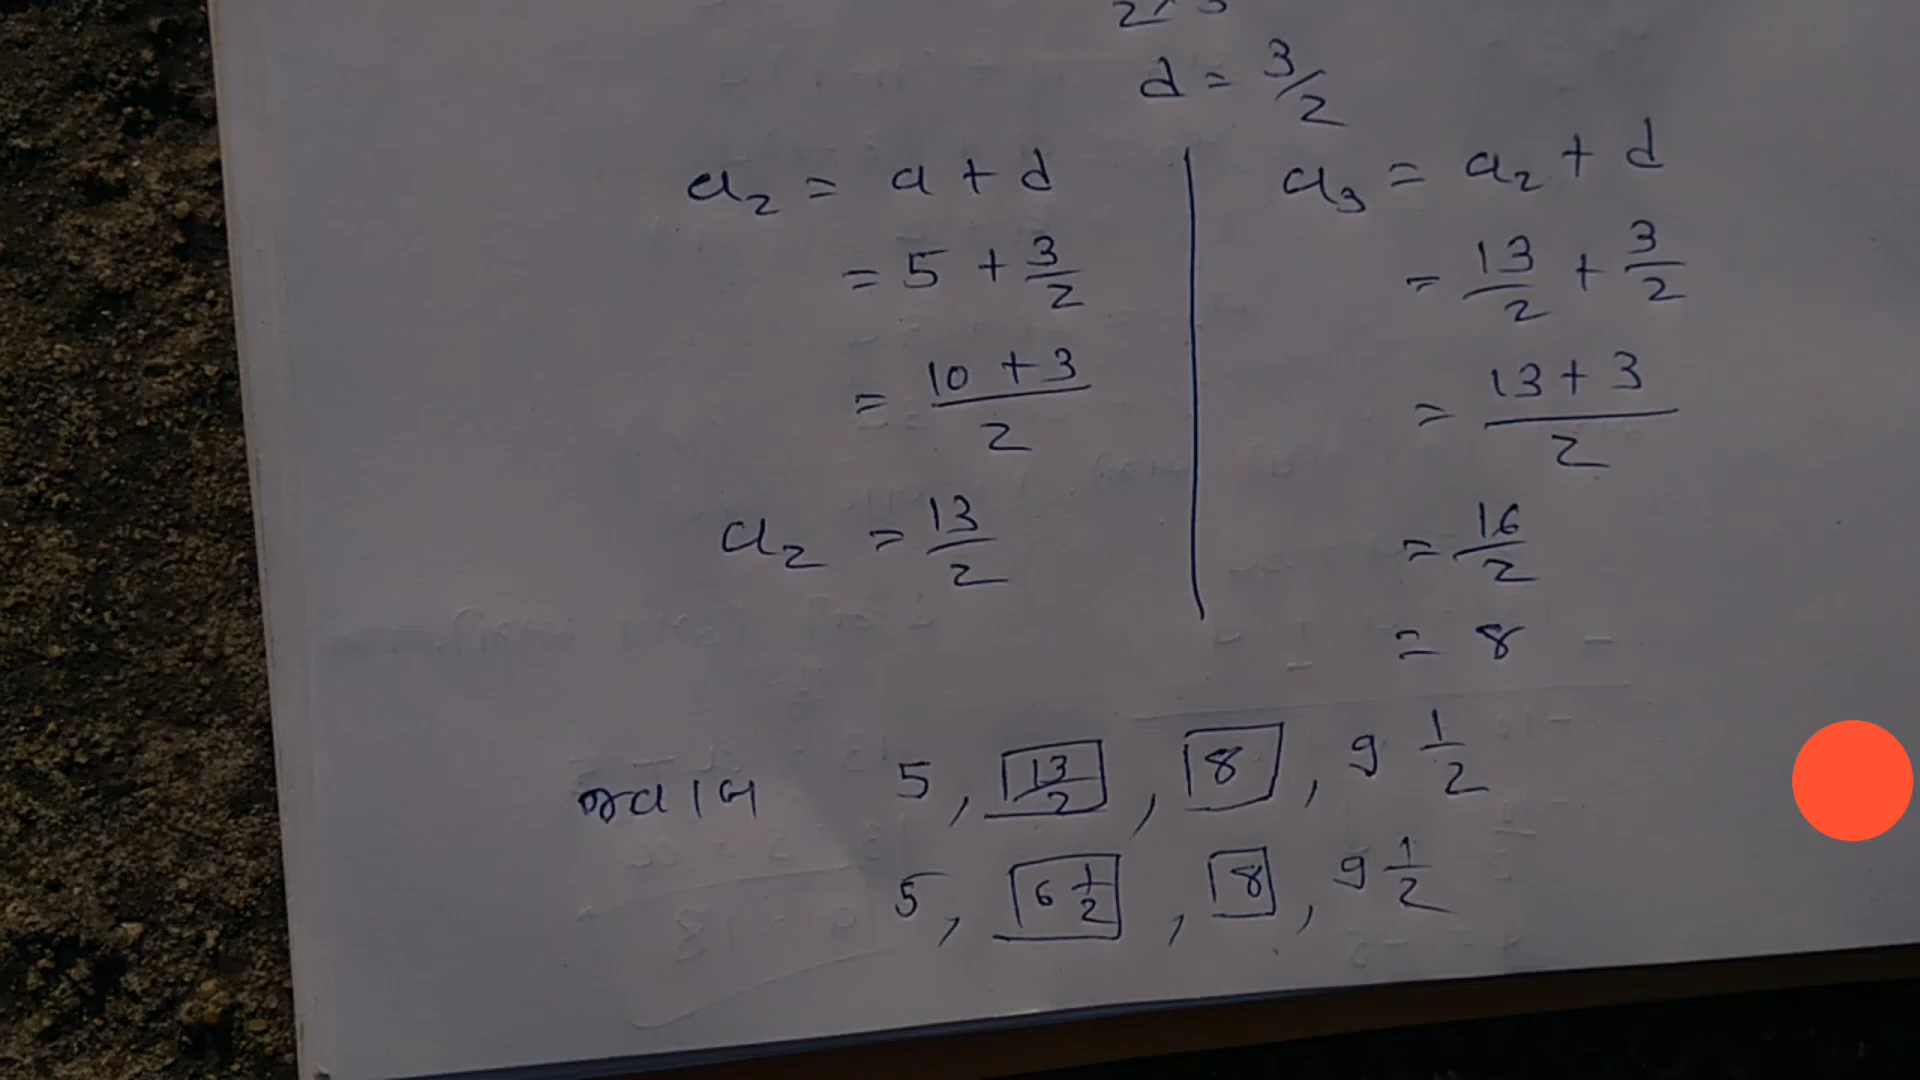 d = 3/2
a₂ = a + d
= 5 + 3/2
= (10 + 3)/2
a₂ = 13/2
a₃ = a₂ + d
= 13/2 + 3/2
= (13 + 3)/2
= 16/2
= 8
5, 13/2, 8, 9 1/2
5, 6 1/2, 8, 9 1/2